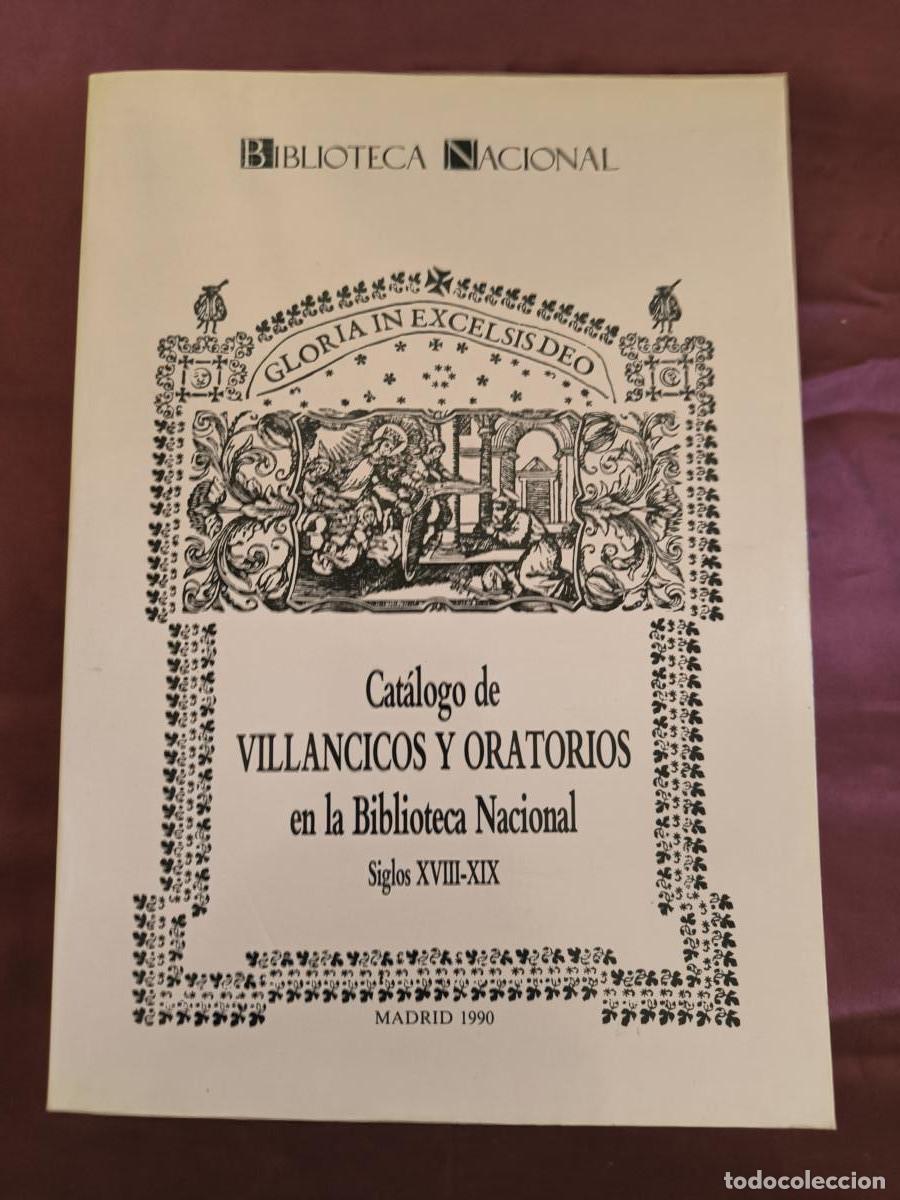 BIBLIOTECA NACIONAL
GLORIA IN EXCELSIS DEO
Catálogo de
VILLANCICOS Y ORATORIOS
en la Biblioteca Nacional
Siglos XVIII-XIX
MADRID 1990
todocoleccion